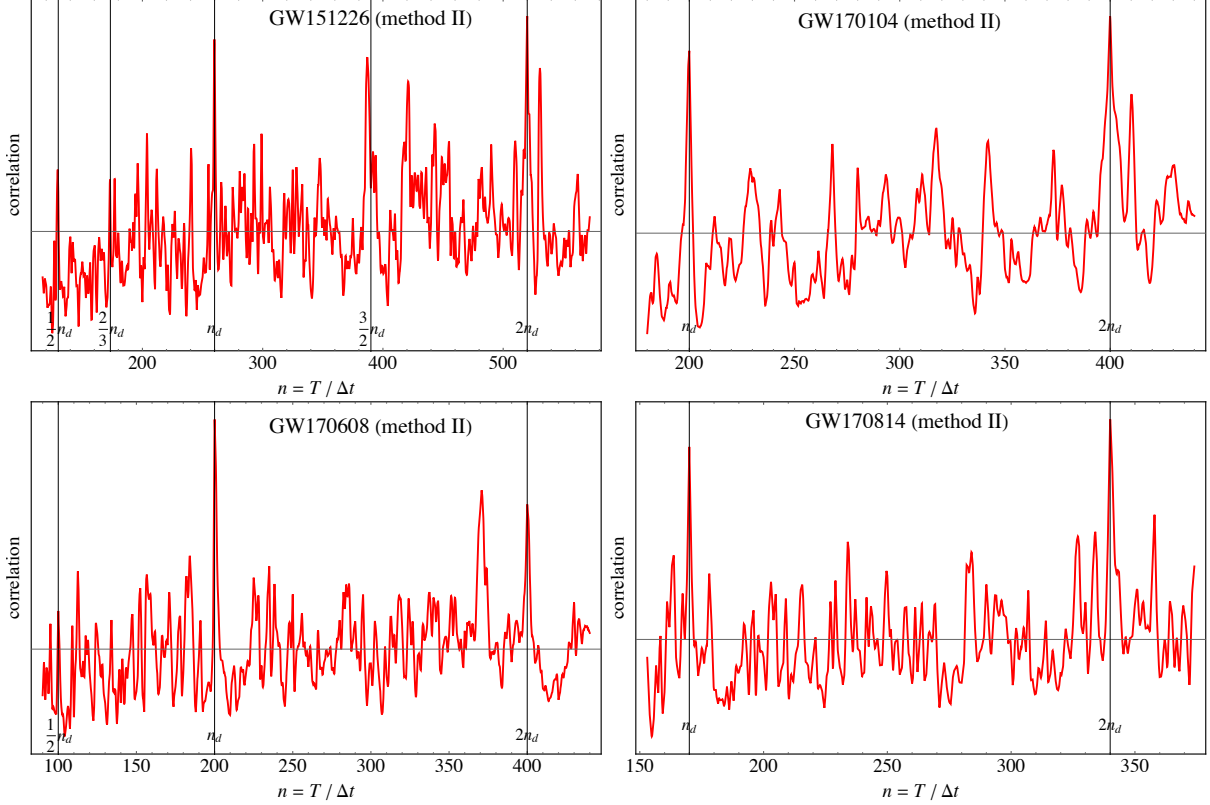 GW151226 (method II)
correlation
1/2 n_d
2/3 n_d
n_d
3/2 n_d
2n_d
200 300 400 500
n = T / Δt
GW170104 (method II)
correlation
n_d
2n_d
200 250 300 350 400
n = T / Δt
GW170608 (method II)
correlation
1/2 n_d
n_d
2n_d
100 150 200 250 300 350 400
n = T / Δt
GW170814 (method II)
correlation
n_d
2n_d
150 200 250 300 350
n = T / Δt